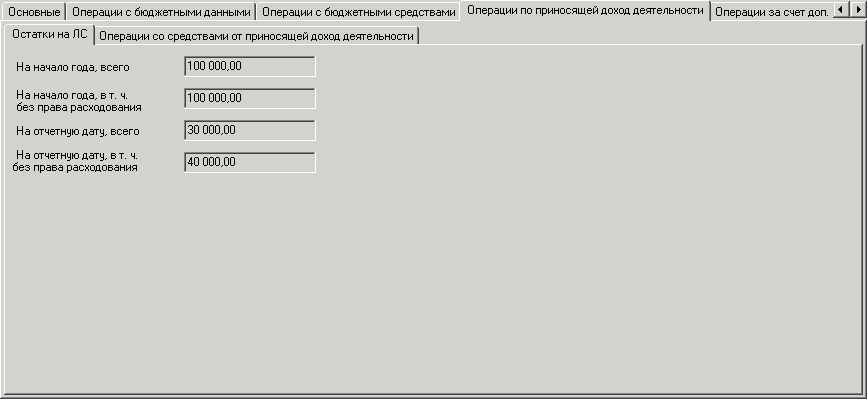 Основные Операции с бюджетными данными Операции с бюджетными средствами Операции по приносящей доход деятельности Операции за счет доп.
Остатки на ЛС Операции со средствами от приносящей доход деятельности
На начало года, всего 100 000,00
На начало года, в т. ч. 100 000,00
без права расходования
На отчетную дату, всего 30 000,00
На отчетную дату, в т. ч. 40 000,00
без права расходования